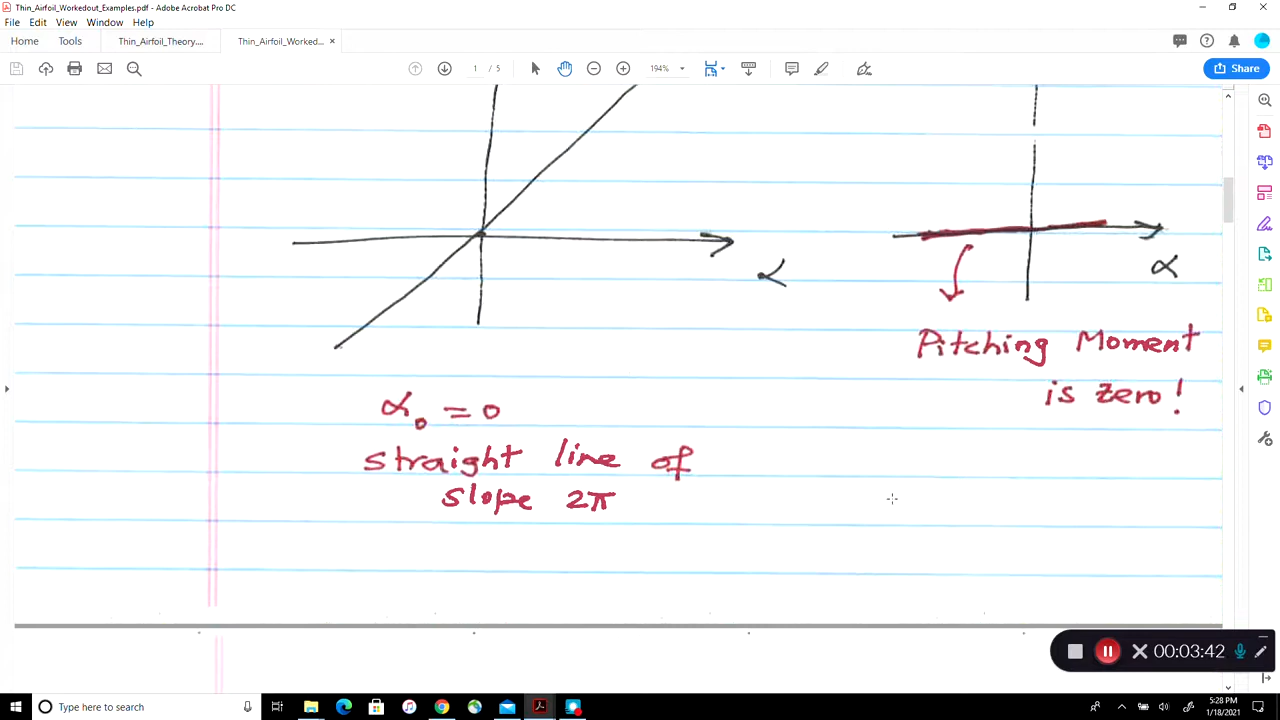 Thin_Airfoil_Workedout_Examples.pdf - Adobe Acrobat Pro DC
File Edit View Window Help
Home Tools Thin_Airfoil_Theory.... Thin_Airfoil_Worked... ×
1 / 5 194%
Share
α
α
Pitching Moment
is zero!
α₀ = 0
straight line of
slope 2π
00:03:42
Type here to search
5:28 PM
1/18/2021